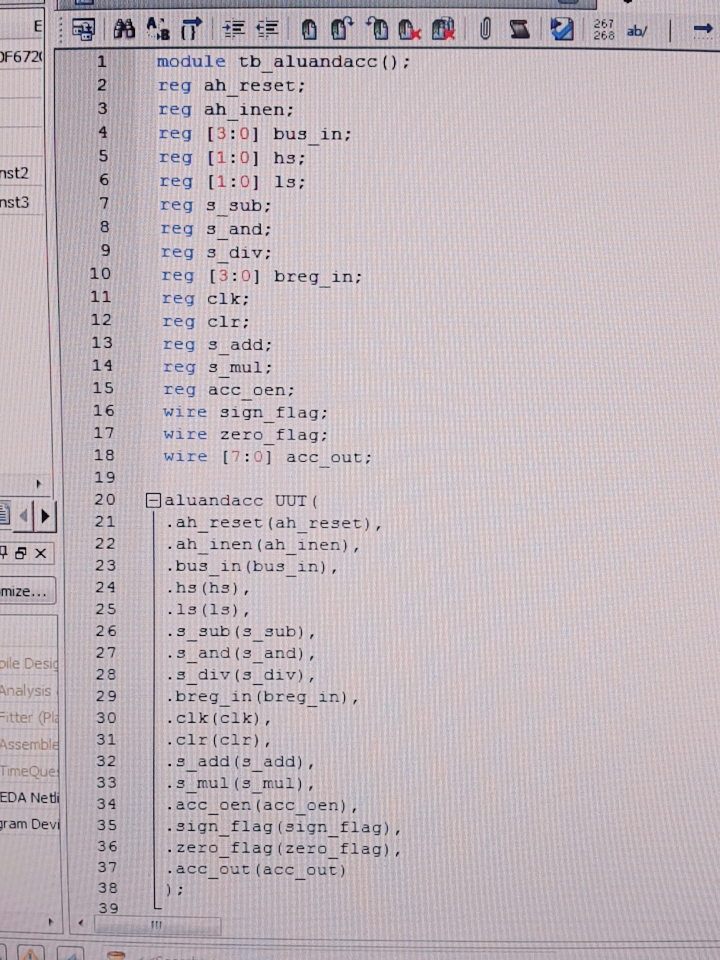 E
DF672
267
268
ab/
nst2
nst3
1 module tb_aluandacc();
2 reg ah_reset;
3 reg ah_inen;
4 reg [3:0] bus_in;
5 reg [1:0] hs;
6 reg [1:0] ls;
7 reg s_sub;
8 reg s_and;
9 reg s_div;
10 reg [3:0] breg_in;
11 reg clk;
12 reg clr;
13 reg s_add;
14 reg s_mul;
15 reg acc_oen;
16 wire sign_flag;
17 wire zero_flag;
18 wire [7:0] acc_out;
19
20 aluandacc UUT(
21 .ah_reset(ah_reset),
22 .ah_inen(ah_inen),
23 .bus_in(bus_in),
24 .hs(hs),
25 .ls(ls),
26 .s_sub(s_sub),
27 .s_and(s_and),
28 .s_div(s_div),
29 .breg_in(breg_in),
30 .clk(clk),
31 .clr(clr),
32 .s_add(s_add),
33 .s_mul(s_mul),
34 .acc_oen(acc_oen),
35 .sign_flag(sign_flag),
36 .zero_flag(zero_flag),
37 .acc_out(acc_out)
38 );
39
mize...
pile Desig
Analysis
Fitter (Pla
Assemble
TimeQues
EDA Netli
gram Devi